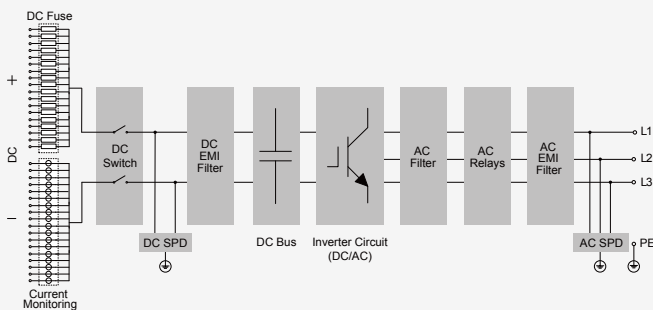 DC Fuse
+
DC
−
Current
Monitoring
DC
Switch
DC SPD
DC
EMI
Filter
DC Bus
Inverter Circuit
(DC/AC)
AC
Filter
AC
Relays
AC
EMI
Filter
AC SPD
L1
L2
L3
PE